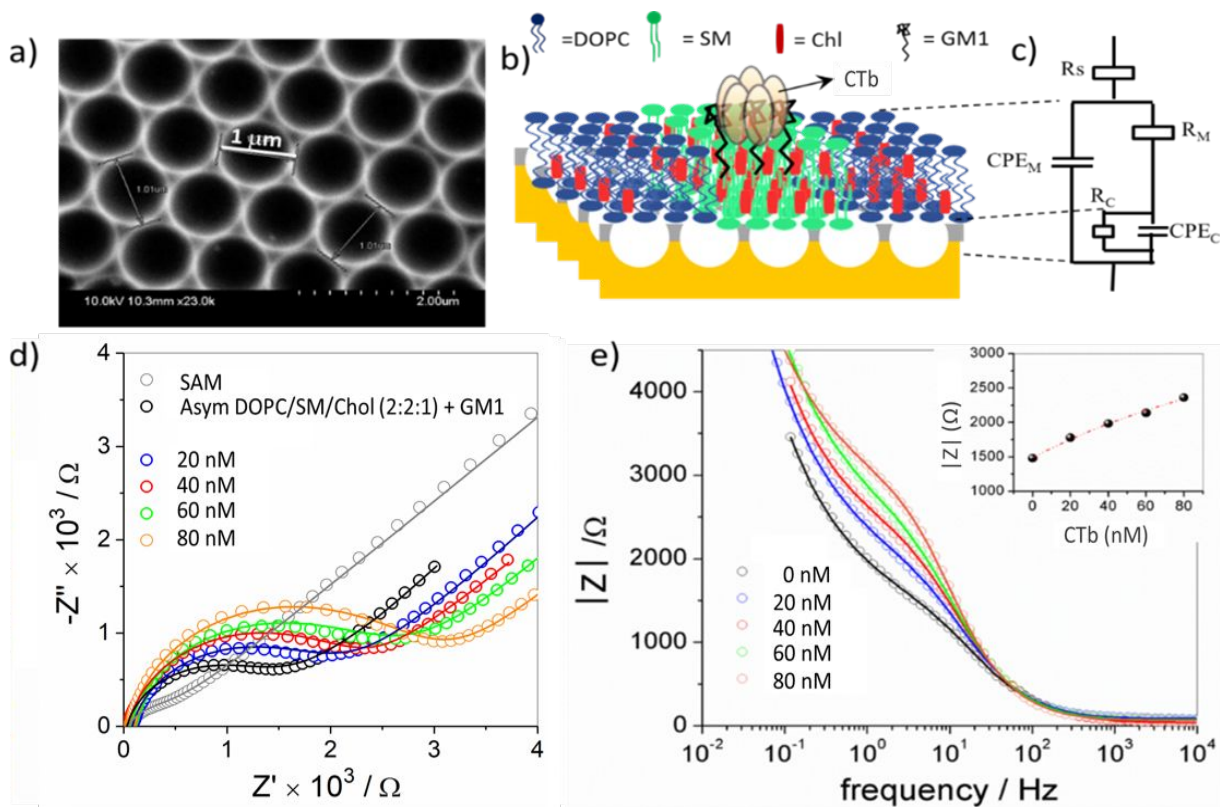 a)
1 μm
1.01um
1.01um
10.0kV 10.3mm x23.0k
2.00um
b)
=DOPC
= SM
= Chl
= GM1
CTb
c)
Rs
R_M
CPE_M
R_C
CPE_C
d)
4
3
2
1
0
-Z'' × 10³ / Ω
SAM
Asym DOPC/SM/Chol (2:2:1) + GM1
20 nM
40 nM
60 nM
80 nM
0 1 2 3 4
Z' × 10³ / Ω
e)
4000
3000
2000
1000
0
|Z| /Ω
0 nM
20 nM
40 nM
60 nM
80 nM
10⁻² 10⁻¹ 10⁰ 10¹ 10² 10³ 10⁴
frequency / Hz
3000
2500
2000
1500
1000
|Z| (Ω)
0 20 40 60 80
CTb (nM)